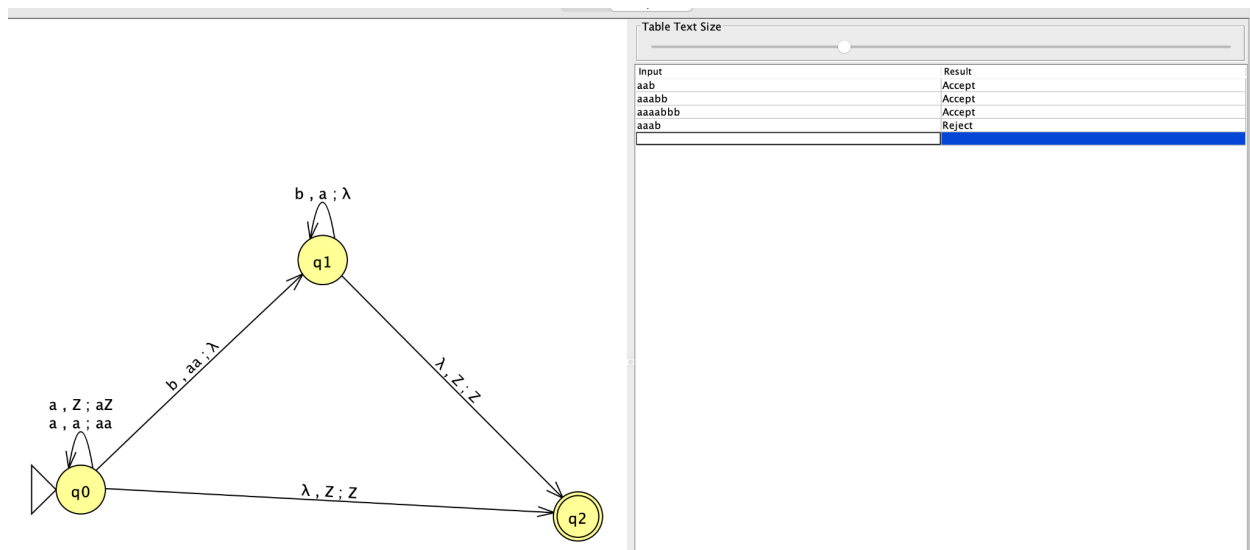 Table Text Size
Input Result
aab Accept
aaabb Accept
aaaabbb Accept
aaab Reject
b , a ; λ
q1
b , aa ; λ
λ , Z ; Z
a , Z ; aZ
a , a ; aa
q0
λ , Z ; Z
q2